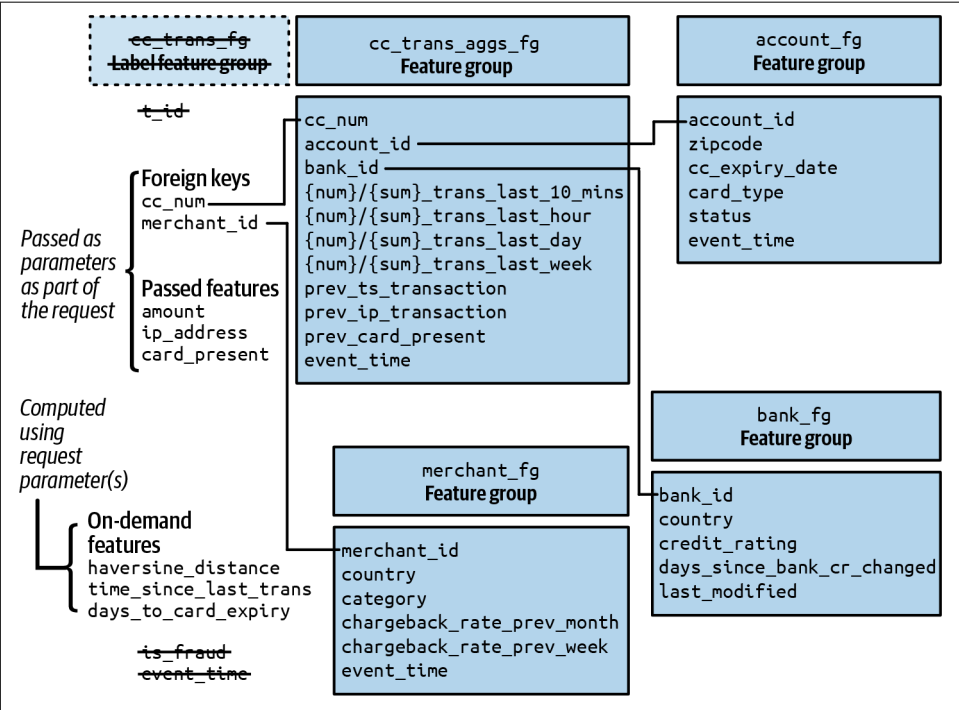 cc_trans_fg
Label feature group
t_id
Passed as
parameters
as part of
the request
Foreign keys
cc_num
merchant_id
Passed features
amount
ip_address
card_present
Computed
using
request
parameter(s)
On-demand
features
haversine_distance
time_since_last_trans
days_to_card_expiry
is_fraud
event_time
cc_trans_aggs_fg
Feature group
cc_num
account_id
bank_id
{num}/{sum}_trans_last_10_mins
{num}/{sum}_trans_last_hour
{num}/{sum}_trans_last_day
{num}/{sum}_trans_last_week
prev_ts_transaction
prev_ip_transaction
prev_card_present
event_time
account_fg
Feature group
account_id
zipcode
cc_expiry_date
card_type
status
event_time
merchant_fg
Feature group
merchant_id
country
category
chargeback_rate_prev_month
chargeback_rate_prev_week
event_time
bank_fg
Feature group
bank_id
country
credit_rating
days_since_bank_cr_changed
last_modified